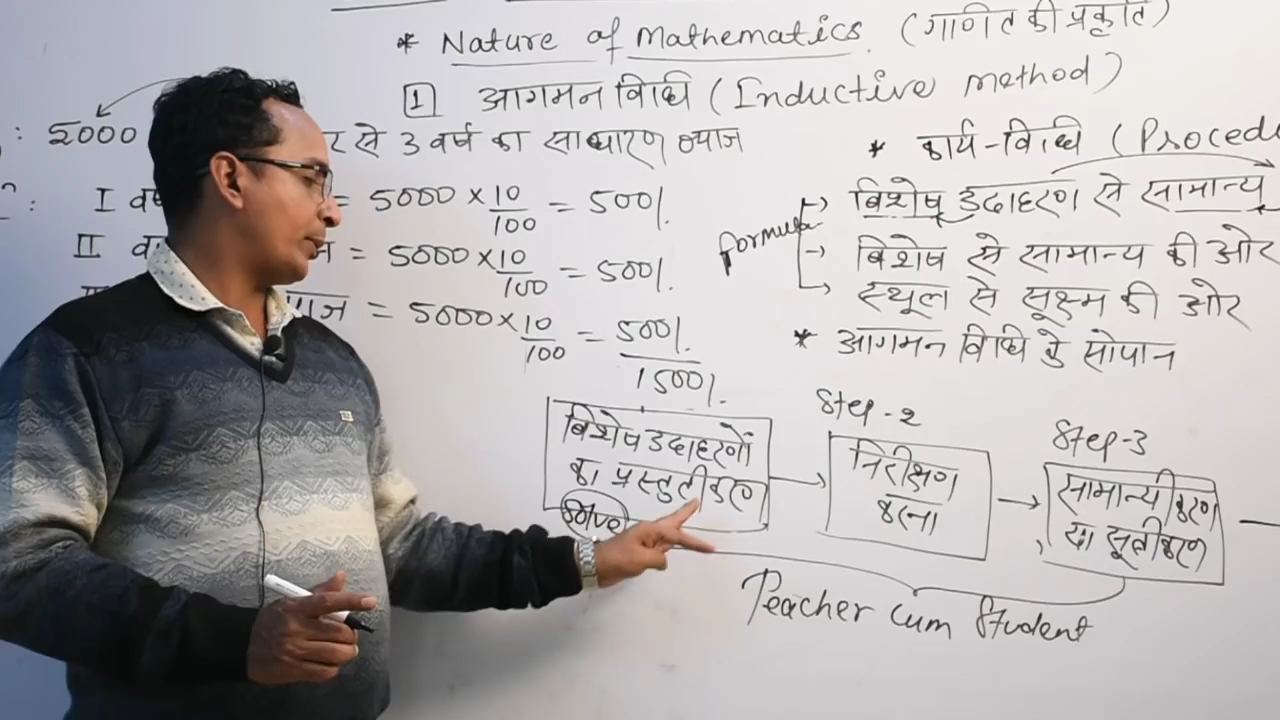 * Nature of Mathematics. (गणित की प्रकृति)
1 आगमन विधि (Inductive method)
: 5000 र से 3 वर्ष का साधारण व्याज
: I = 5000 × 10/100 = 500/.
II = 5000 × 10/100 = 500/.
= 5000 × 10/100 = 500/.
1500/.
* कार्य-विधि (Proced
formula
→ विशेष उदाहरण से सामान्य
→ विशेष से सामान्य की ओर
→ स्थूल से सूक्ष्म की ओर
* आगमन विधि के सोपान
विशेष उदाहरणों
का प्रस्तुतीकरण
Solve
Step-2
निरीक्षण
करना
Step-3
सामान्यीकरण
या सूत्रीकरण
Teacher cum Student